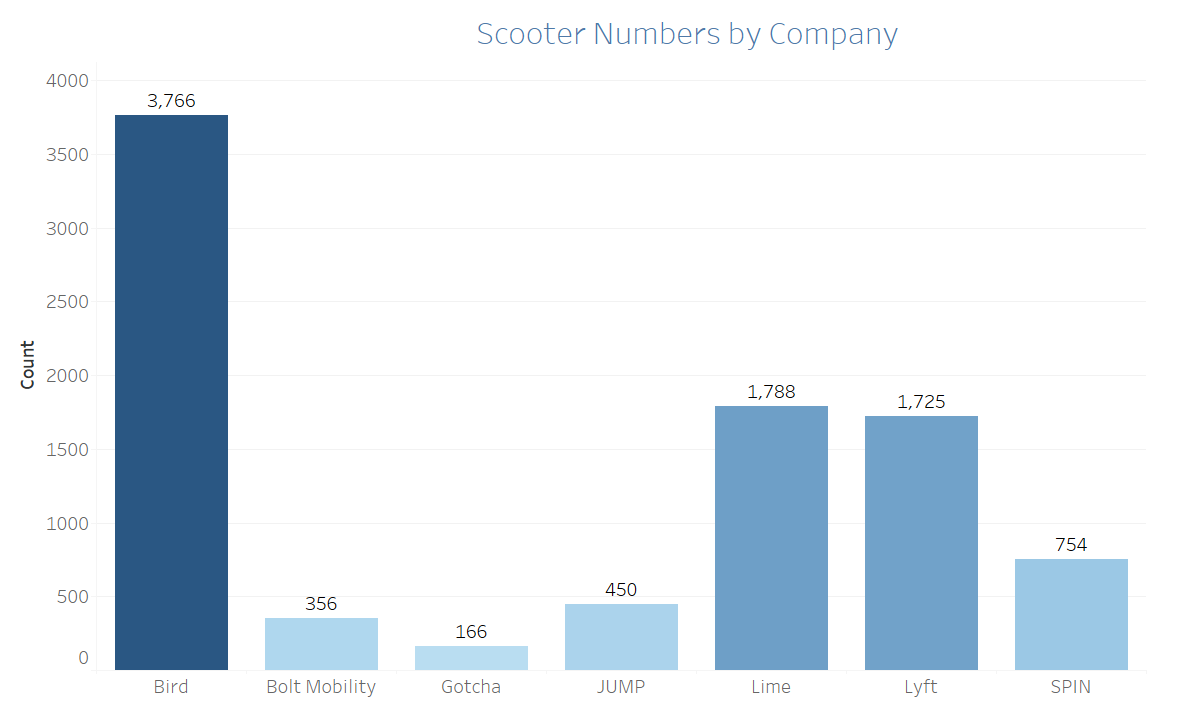 Scooter Numbers by Company
Count
4000
3500
3000
2500
2000
1500
1000
500
0
3,766
356
166
450
1,788
1,725
754
Bird
Bolt Mobility
Gotcha
JUMP
Lime
Lyft
SPIN